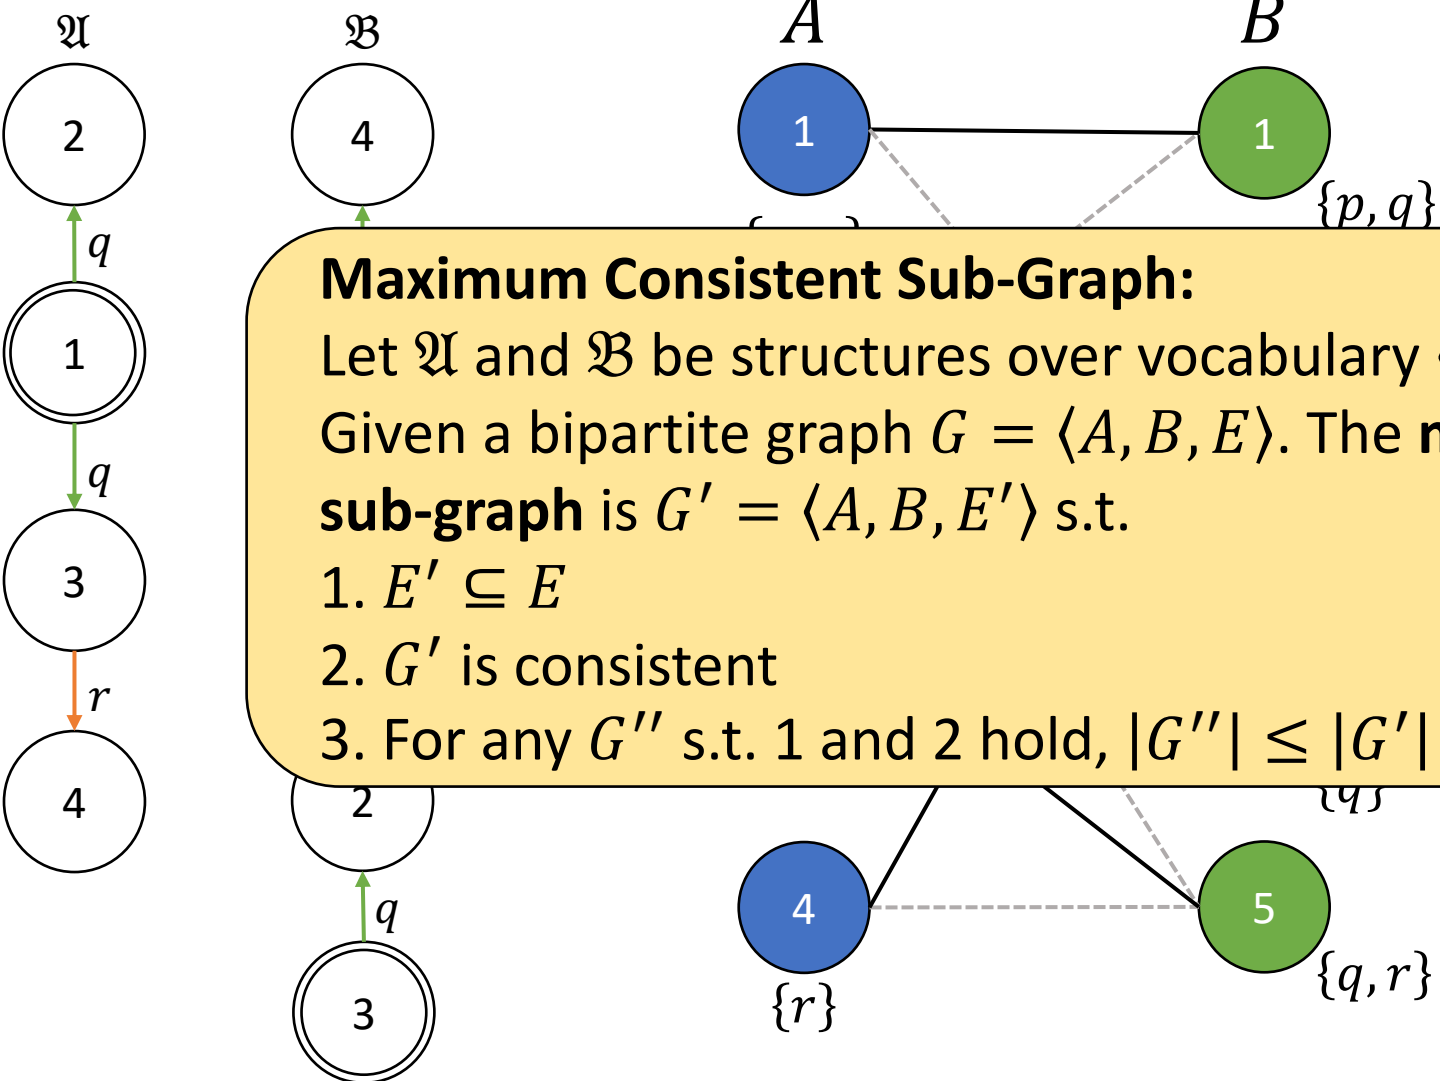 𝔄
𝔅
A
B
2
4
1
1
{p, q}
q
1
q
3
r
4
Maximum Consistent Sub-Graph:
Let 𝔄 and 𝔅 be structures over vocabulary
Given a bipartite graph G = ⟨A, B, E⟩. The
sub-graph is G′ = ⟨A, B, E′⟩ s.t.
1. E′ ⊆ E
2. G′ is consistent
3. For any G′′ s.t. 1 and 2 hold, |G′′| ≤ |G′|
2
{q}
q
3
4
{r}
5
{q, r}